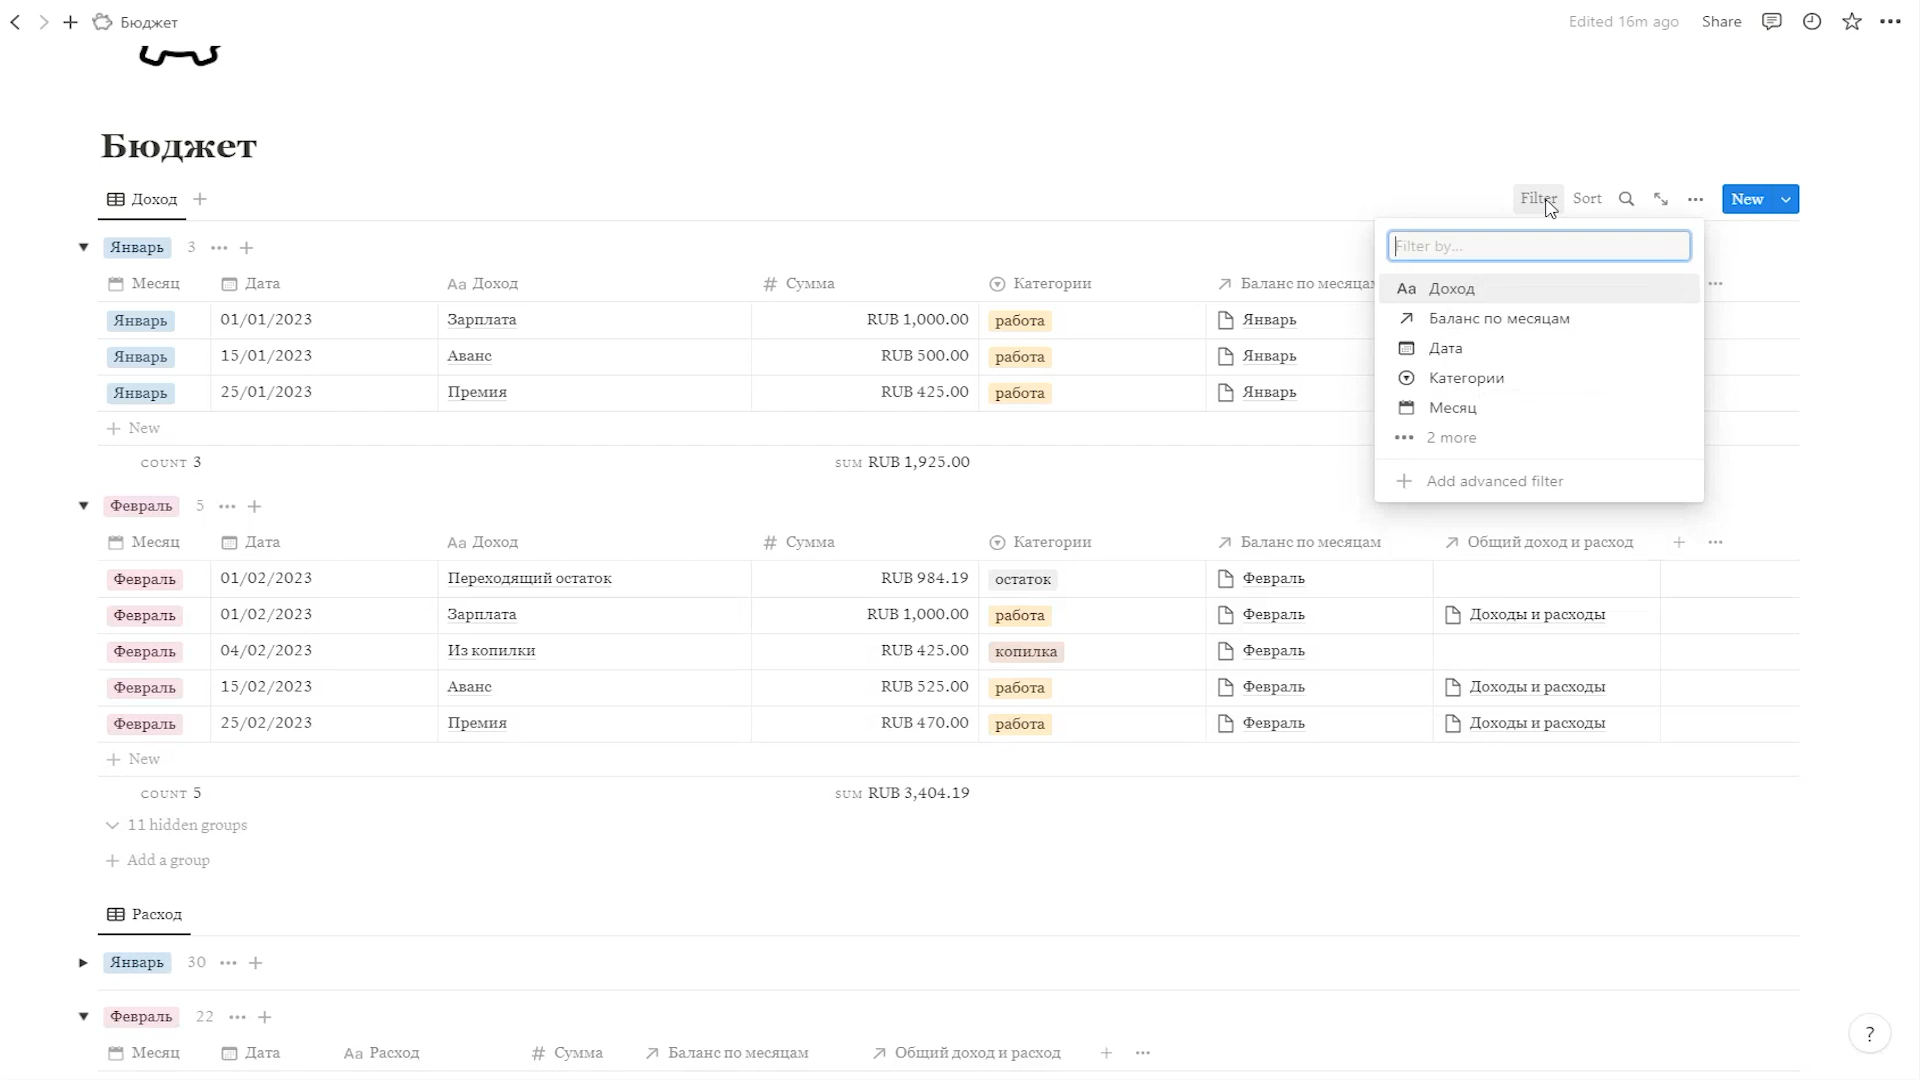 Бюджет
Edited 16m ago Share
Бюджет
Доход
Filter Sort New
Filter by...
Доход
Баланс по месяцам
Дата
Категории
Месяц
2 more
Add advanced filter
Январь 3
Месяц Дата Aa Доход # Сумма Категории Баланс по месяцам
Январь 01/01/2023 Зарплата RUB 1,000.00 работа Январь
Январь 15/01/2023 Аванс RUB 500.00 работа Январь
Январь 25/01/2023 Премия RUB 425.00 работа Январь
+ New
COUNT 3 SUM RUB 1,925.00
Февраль 5
Месяц Дата Aa Доход # Сумма Категории Баланс по месяцам Общий доход и расход
Февраль 01/02/2023 Переходящий остаток RUB 984.19 остаток Февраль
Февраль 01/02/2023 Зарплата RUB 1,000.00 работа Февраль Доходы и расходы
Февраль 04/02/2023 Из копилки RUB 425.00 копилка Февраль
Февраль 15/02/2023 Аванс RUB 525.00 работа Февраль Доходы и расходы
Февраль 25/02/2023 Премия RUB 470.00 работа Февраль Доходы и расходы
+ New
COUNT 5 SUM RUB 3,404.19
11 hidden groups
+ Add a group
Расход
Январь 30
Февраль 22
Месяц Дата Aa Расход # Сумма Баланс по месяцам Общий доход и расход
?